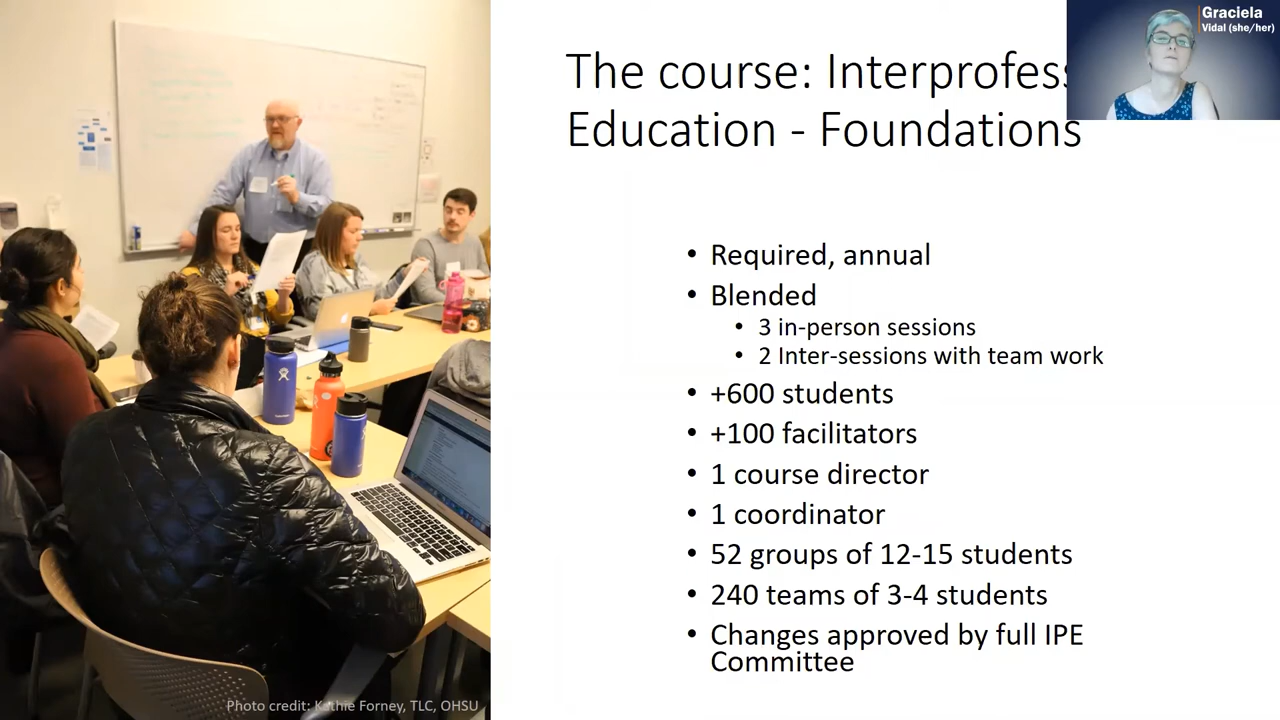 The course: Interprofess
Education - Foundations
Graciela
Vidal (she/her)
• Required, annual
• Blended
• 3 in-person sessions
• 2 Inter-sessions with team work
• +600 students
• +100 facilitators
• 1 course director
• 1 coordinator
• 52 groups of 12-15 students
• 240 teams of 3-4 students
• Changes approved by full IPE
Committee
Photo credit: Kathie Forney, TLC, OHSU